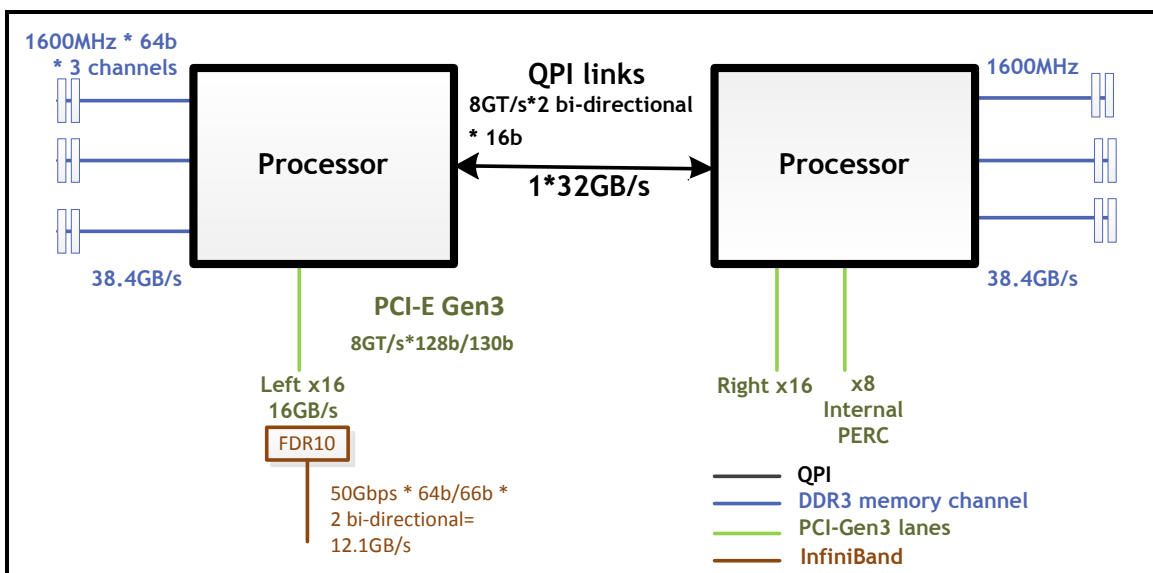 1600MHz * 64b
* 3 channels
QPI links
8GT/s*2 bi-directional
* 16b
1*32GB/s
1600MHz
Processor
Processor
38.4GB/s
38.4GB/s
PCI-E Gen3
8GT/s*128b/130b
Left x16
16GB/s
FDR10
50Gbps * 64b/66b *
2 bi-directional=
12.1GB/s
Right x16
x8
Internal
PERC
QPI
DDR3 memory channel
PCI-Gen3 lanes
InfiniBand